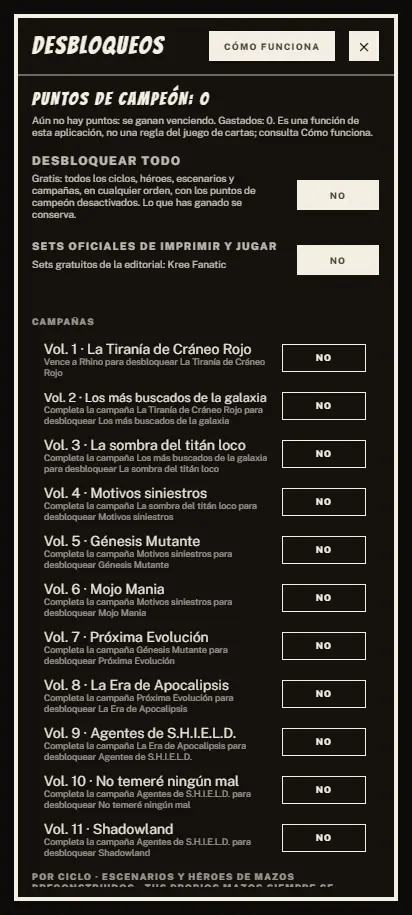 DESBLOQUEOS
CÓMO FUNCIONA
×
PUNTOS DE CAMPEÓN: 0
Aún no hay puntos: se ganan venciendo. Gastados: 0. Es una función de
esta aplicación, no una regla del juego de cartas; consulta Cómo funciona.
DESBLOQUEAR TODO
Gratis: todos los ciclos, héroes, escenarios y
campañas, en cualquier orden, con los puntos de
campeón desactivados. Lo que has ganado se
conserva.
NO
SETS OFICIALES DE IMPRIMIR Y JUGAR
Sets gratuitos de la editorial: Kree Fanatic
NO
CAMPAÑAS
Vol. 1 · La Tiranía de Cráneo Rojo
Vence a Rhino para desbloquear La Tiranía de Cráneo
Rojo
NO
Vol. 2 · Los más buscados de la galaxia
Completa la campaña La Tiranía de Cráneo Rojo para
desbloquear Los más buscados de la galaxia
NO
Vol. 3 · La sombra del titán loco
Completa la campaña Los más buscados de la galaxia
para desbloquear La sombra del titán loco
NO
Vol. 4 · Motivos siniestros
Completa la campaña La sombra del titán loco para
desbloquear Motivos siniestros
NO
Vol. 5 · Génesis Mutante
Completa la campaña Motivos siniestros para
desbloquear Génesis Mutante
NO
Vol. 6 · Mojo Mania
Completa la campaña Motivos siniestros para
desbloquear Mojo Mania
NO
Vol. 7 · Próxima Evolución
Completa la campaña Génesis Mutante para
desbloquear Próxima Evolución
NO
Vol. 8 · La Era de Apocalipsis
Completa la campaña Próxima Evolución para
desbloquear La Era de Apocalipsis
NO
Vol. 9 · Agentes de S.H.I.E.L.D.
Completa la campaña La Era de Apocalipsis para
desbloquear Agentes de S.H.I.E.L.D.
NO
Vol. 10 · No temeré ningún mal
Completa la campaña Agentes de S.H.I.E.L.D. para
desbloquear No temeré ningún mal
NO
Vol. 11 · Shadowland
Completa la campaña Agentes de S.H.I.E.L.D. para
desbloquear Shadowland
NO
POR CICLO · ESCENARIOS Y HÉROES DE MAZOS
PRECONSTRUIDOS · TUS PROPIOS MAZOS SIEMPRE SE